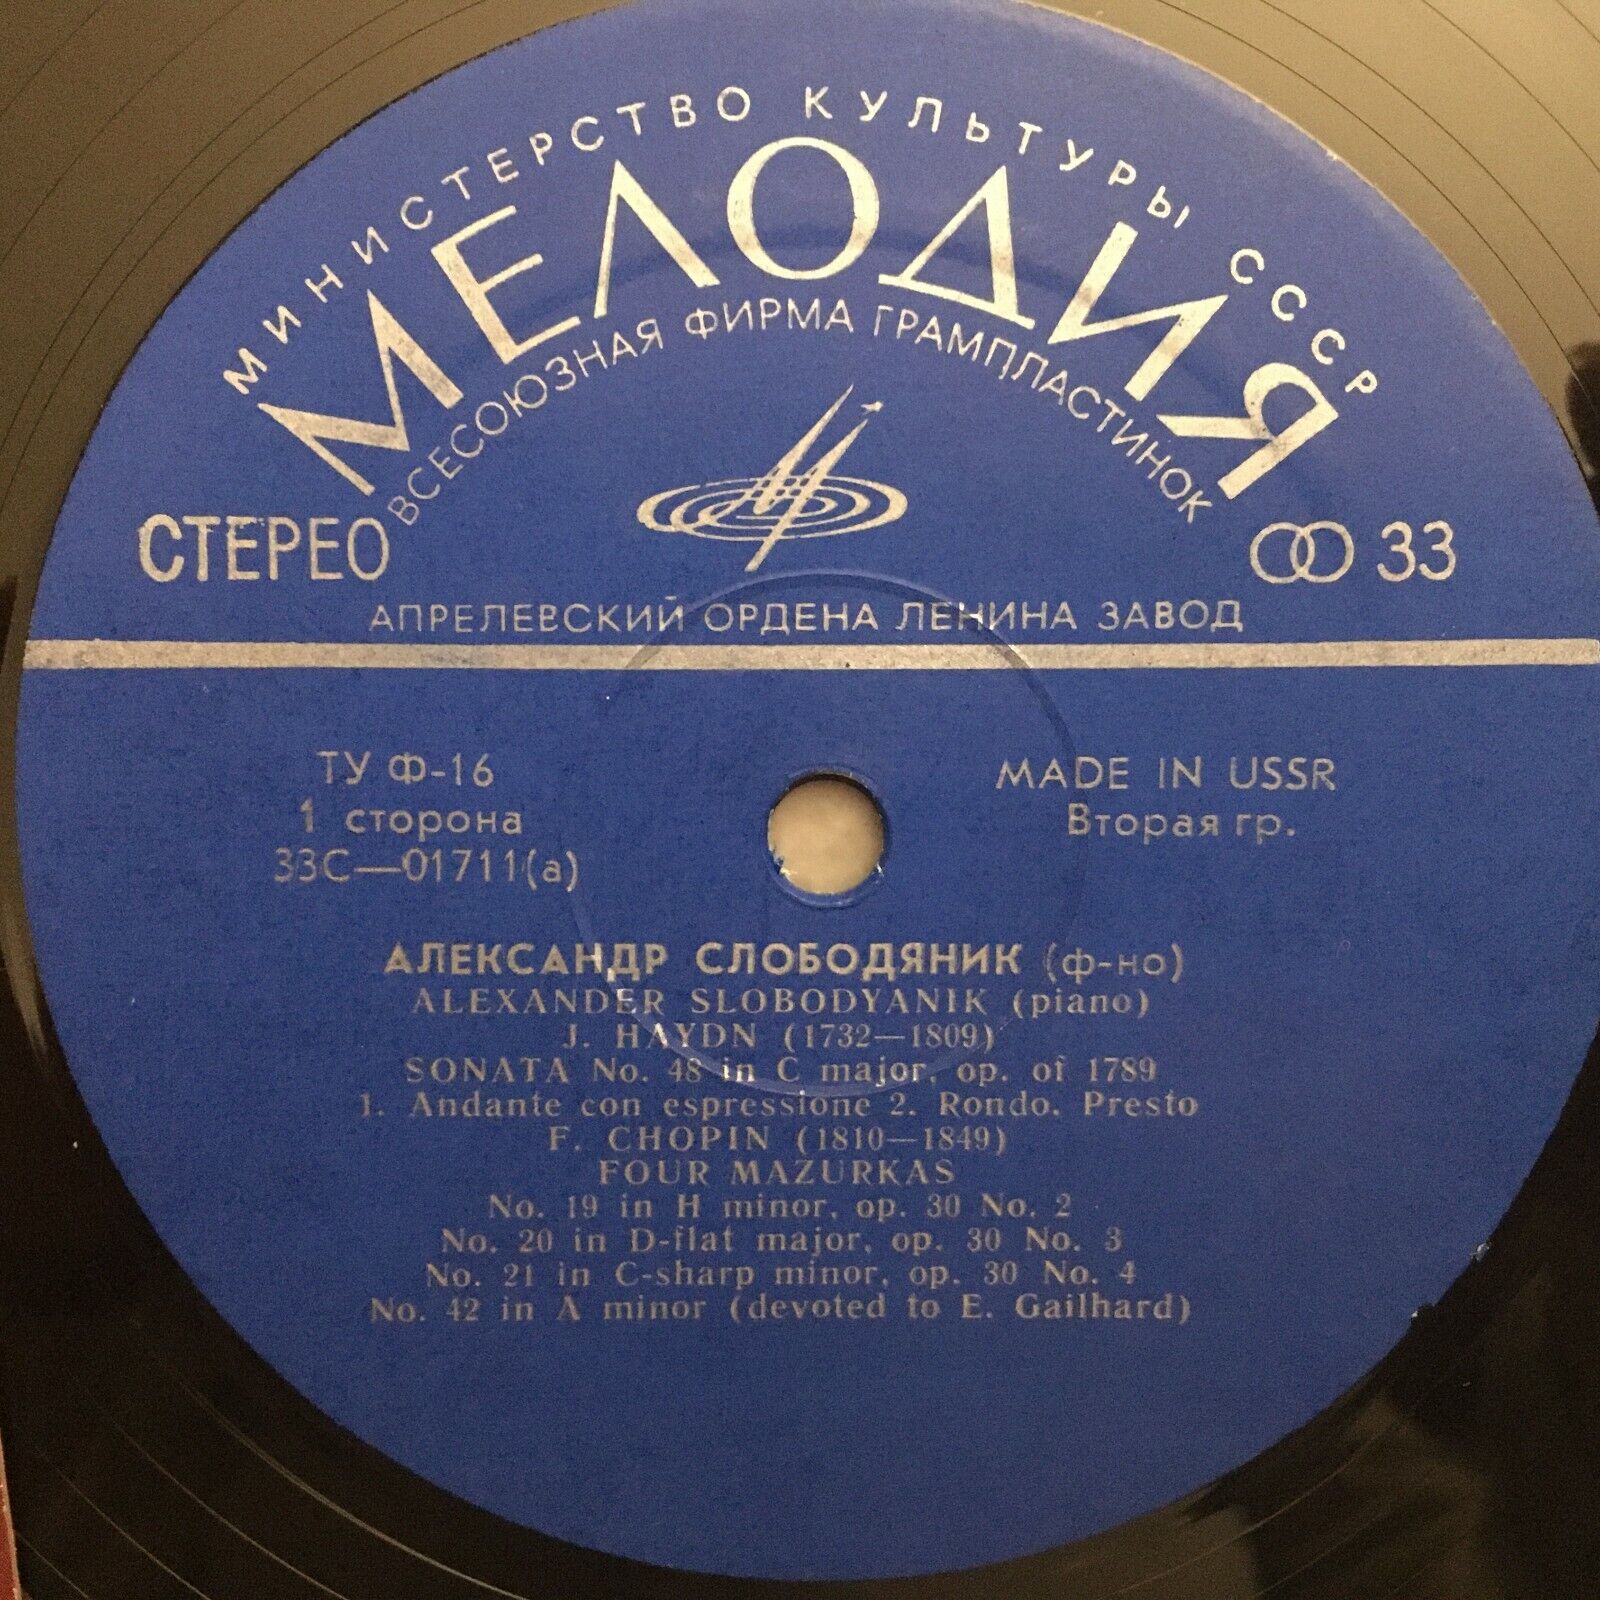 МИНИСТЕРСТВО КУЛЬТУРЫ СССР
МЕЛОДИЯ
ВСЕСОЮЗНАЯ ФИРМА ГРАМПЛАСТИНОК
СТЕРЕО
33
АПРЕЛЕВСКИЙ ОРДЕНА ЛЕНИНА ЗАВОД
ТУ Ф-16
1 сторона
33С—01711(а)
MADE IN USSR
Вторая гр.
АЛЕКСАНДР СЛОБОДЯНИК (ф-но)
ALEXANDER SLOBODYANIK (piano)
J. HAYDN (1732—1809)
SONATA No. 48 in C major, op. of 1789
1. Andante con espressione 2. Rondo. Presto
F. CHOPIN (1810—1849)
FOUR MAZURKAS
No. 19 in H minor, op. 30 No. 2
No. 20 in D-flat major, op. 30 No. 3
No. 21 in C-sharp minor, op. 30 No. 4
No. 42 in A minor (devoted to E. Gailhard)